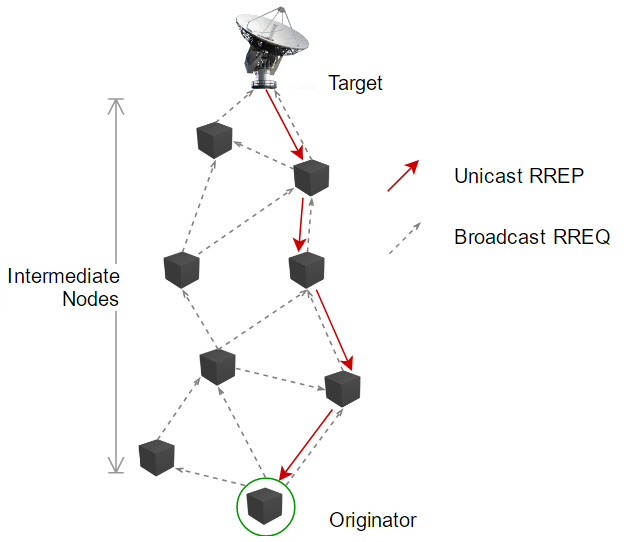 Target
Unicast RREP
Broadcast RREQ
Intermediate
Nodes
Originator